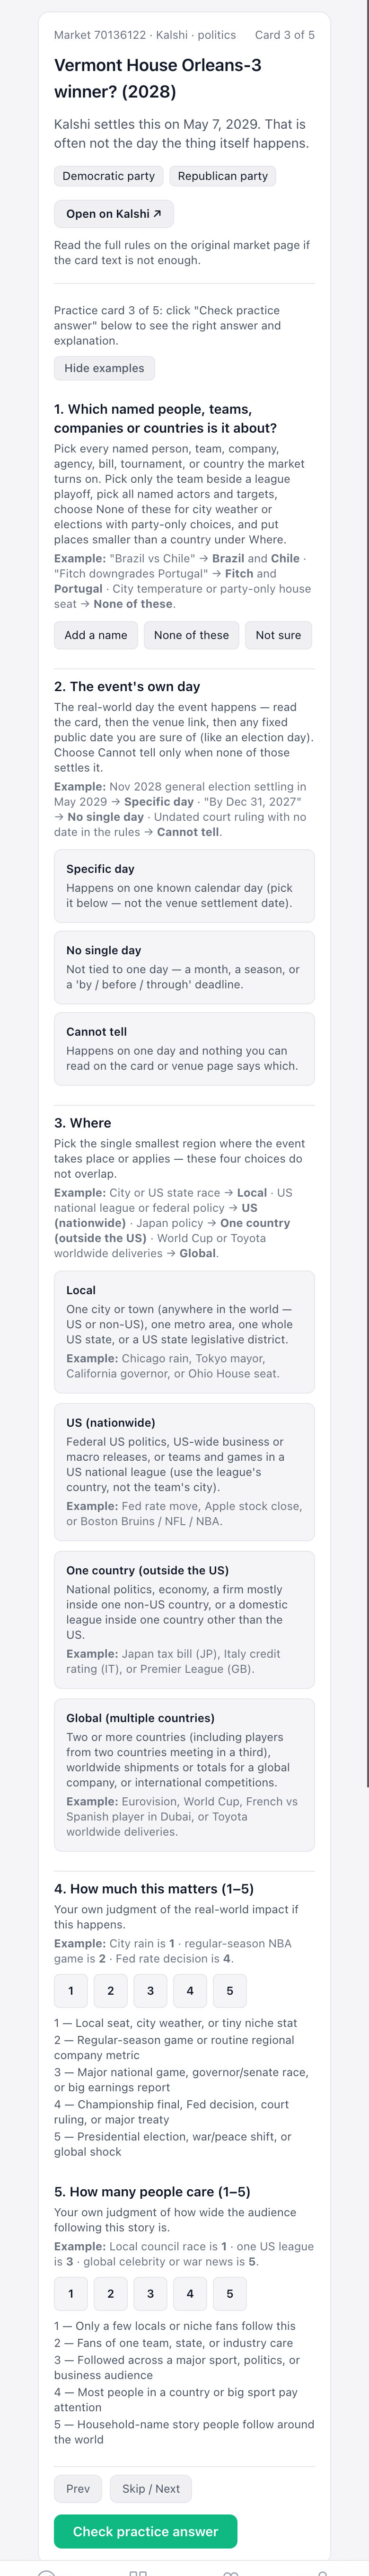 Market 70136122 · Kalshi · politics Card 3 of 5
Vermont House Orleans-3
winner? (2028)
Kalshi settles this on May 7, 2029. That is
often not the day the thing itself happens.
Democratic party Republican party
Open on Kalshi ↗
Read the full rules on the original market page if
the card text is not enough.
Practice card 3 of 5: click "Check practice
answer" below to see the right answer and
explanation.
Hide examples
1. Which named people, teams,
companies or countries is it about?
Pick every named person, team, company,
agency, bill, tournament, or country the market
turns on. Pick only the team beside a league
playoff, pick all named actors and targets,
choose None of these for city weather or
elections with party-only choices, and put
places smaller than a country under Where.
Example: "Brazil vs Chile" → Brazil and Chile ·
"Fitch downgrades Portugal" → Fitch and
Portugal · City temperature or party-only house
seat → None of these.
Add a name None of these Not sure
2. The event's own day
The real-world day the event happens — read
the card, then the venue link, then any fixed
public date you are sure of (like an election day).
Choose Cannot tell only when none of those
settles it.
Example: Nov 2028 general election settling in
May 2029 → Specific day · "By Dec 31, 2027"
→ No single day · Undated court ruling with no
date in the rules → Cannot tell.
Specific day
Happens on one known calendar day (pick
it below — not the venue settlement date).
No single day
Not tied to one day — a month, a season, or
a 'by / before / through' deadline.
Cannot tell
Happens on one day and nothing you can
read on the card or venue page says which.
3. Where
Pick the single smallest region where the event
takes place or applies — these four choices do
not overlap.
Example: City or US state race → Local · US
national league or federal policy → US
(nationwide) · Japan policy → One country
(outside the US) · World Cup or Toyota
worldwide deliveries → Global.
Local
One city or town (anywhere in the world —
US or non-US), one metro area, one whole
US state, or a US state legislative district.
Example: Chicago rain, Tokyo mayor,
California governor, or Ohio House seat.
US (nationwide)
Federal US politics, US-wide business or
macro releases, or teams and games in a
US national league (use the league's
country, not the team's city).
Example: Fed rate move, Apple stock close,
or Boston Bruins / NFL / NBA.
One country (outside the US)
National politics, economy, a firm mostly
inside one non-US country, or a domestic
league inside one country other than the
US.
Example: Japan tax bill (JP), Italy credit
rating (IT), or Premier League (GB).
Global (multiple countries)
Two or more countries (including players
from two countries meeting in a third),
worldwide shipments or totals for a global
company, or international competitions.
Example: Eurovision, World Cup, French vs
Spanish player in Dubai, or Toyota
worldwide deliveries.
4. How much this matters (1–5)
Your own judgment of the real-world impact if
this happens.
Example: City rain is 1 · regular-season NBA
game is 2 · Fed rate decision is 4.
1 2 3 4 5
1 — Local seat, city weather, or tiny niche stat
2 — Regular-season game or routine regional
company metric
3 — Major national game, governor/senate race,
or big earnings report
4 — Championship final, Fed decision, court
ruling, or major treaty
5 — Presidential election, war/peace shift, or
global shock
5. How many people care (1–5)
Your own judgment of how wide the audience
following this story is.
Example: Local council race is 1 · one US league
is 3 · global celebrity or war news is 5.
1 2 3 4 5
1 — Only a few locals or niche fans follow this
2 — Fans of one team, state, or industry care
3 — Followed across a major sport, politics, or
business audience
4 — Most people in a country or big sport pay
attention
5 — Household-name story people follow around
the world
Prev Skip / Next
Check practice answer